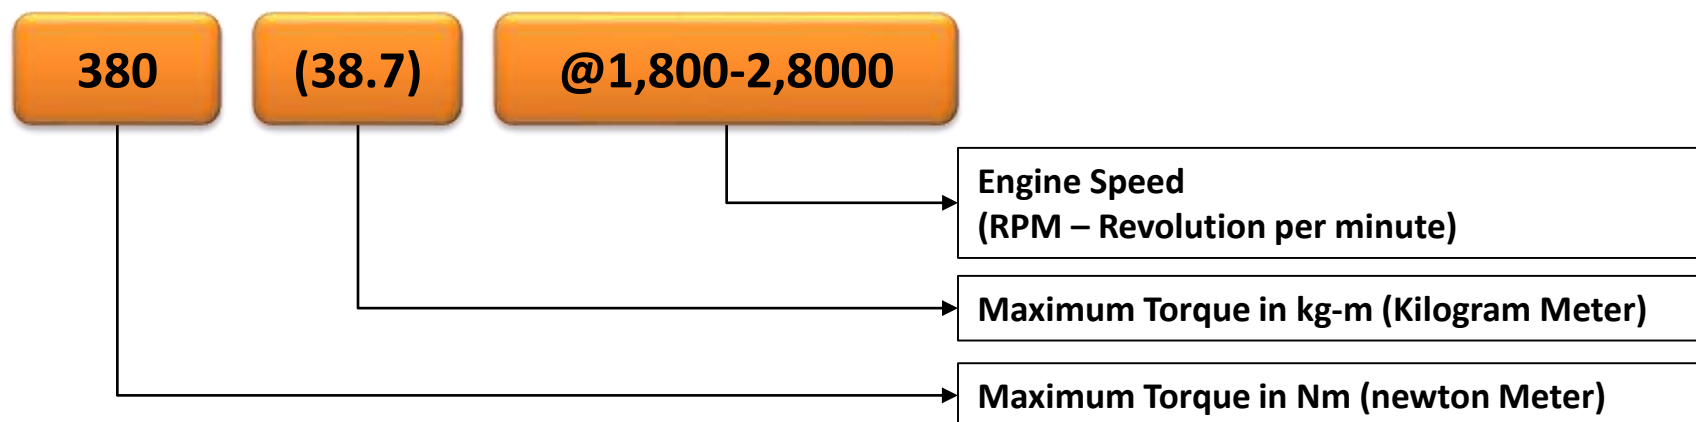 380 (38.7) @1,800-2,8000
Engine Speed
(RPM – Revolution per minute)
Maximum Torque in kg-m (Kilogram Meter)
Maximum Torque in Nm (newton Meter)